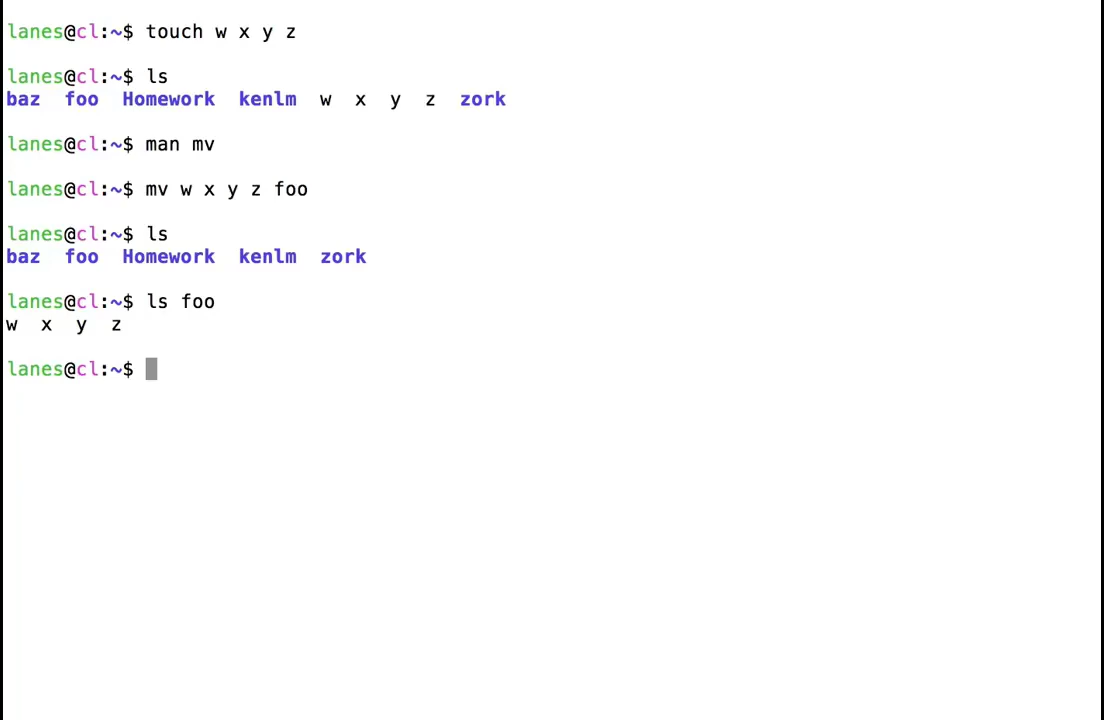 lanes@cl:~$ touch w x y z
lanes@cl:~$ ls
baz  foo  Homework  kenlm  w  x  y  z  zork
lanes@cl:~$ man mv
lanes@cl:~$ mv w x y z foo
lanes@cl:~$ ls
baz  foo  Homework  kenlm  zork
lanes@cl:~$ ls foo
w  x  y  z
lanes@cl:~$